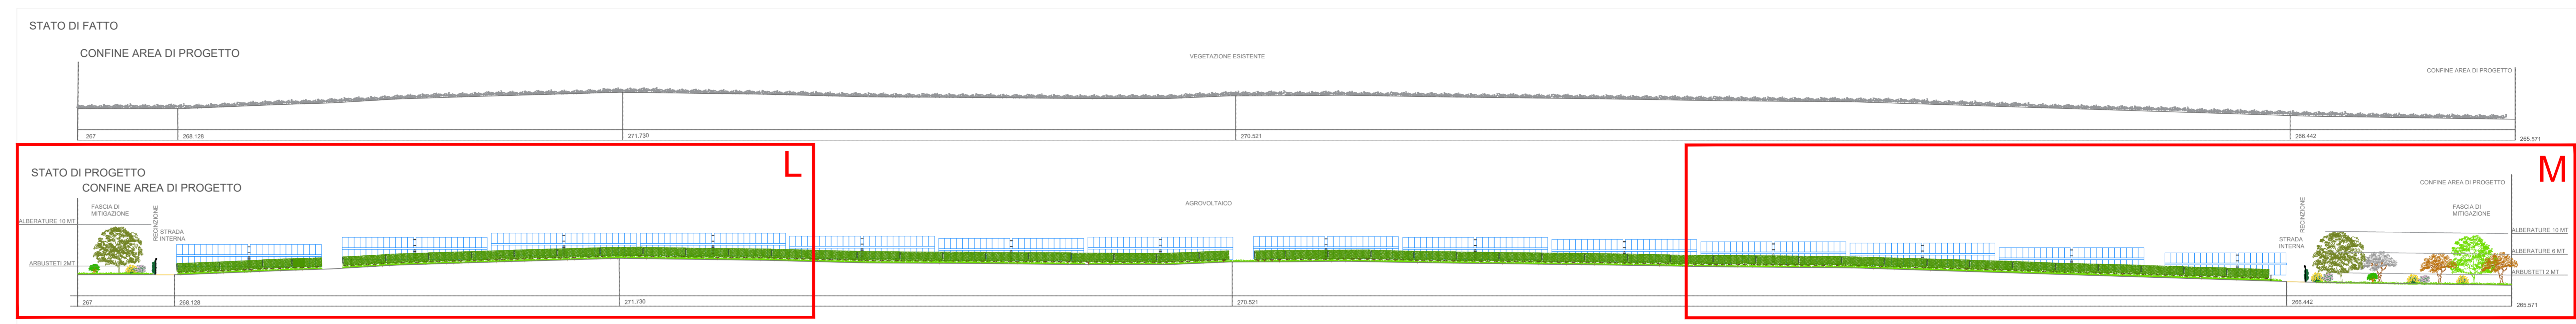 STATO DI FATTO
CONFINE AREA DI PROGETTO
VEGETAZIONE ESISTENTE
CONFINE AREA DI PROGETTO
267
268.128
271.730
270.521
266.442
265.571
L
M
STATO DI PROGETTO
CONFINE AREA DI PROGETTO
CONFINE AREA DI PROGETTO
FASCIA DI
MITIGAZIONE
RECINZIONE
AGROVOLTAICO
RECINZIONE
FASCIA DI
MITIGAZIONE
ALBERATURE 10 MT
STRADA
INTERNA
STRADA
INTERNA
ALBERATURE 10 MT
ALBERATURE 6 MT
ARBUSTETI 2MT
ARBUSTETI 2 MT
267
268.128
271.730
270.521
266.442
265.571